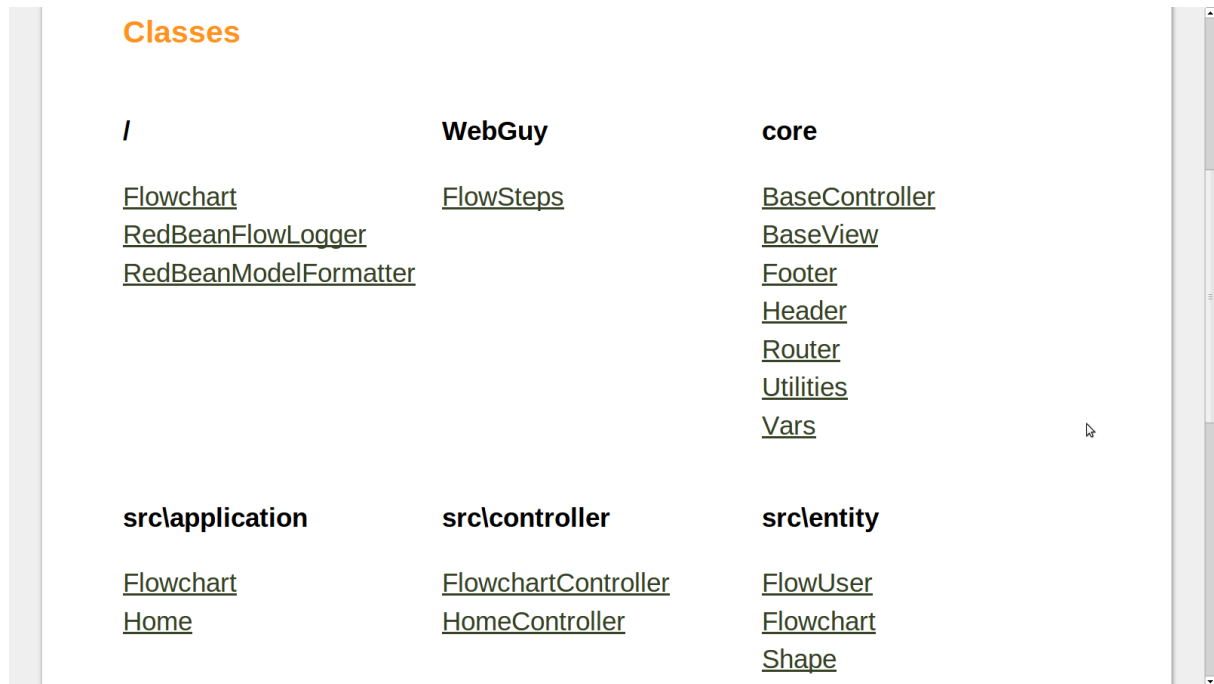 Classes
/
Flowchart
RedBeanFlowLogger
RedBeanModelFormatter
WebGuy
FlowSteps
core
BaseController
BaseView
Footer
Header
Router
Utilities
Vars
src\application
Flowchart
Home
src\controller
FlowchartController
HomeController
src\entity
FlowUser
Flowchart
Shape